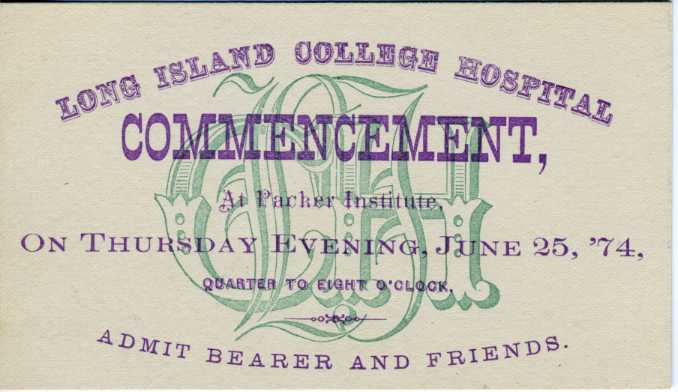 LONG ISLAND COLLEGE HOSPITAL
COMMENCEMENT,
At Packer Institute,
ON THURSDAY EVENING, JUNE 25, '74,
QUARTER TO EIGHT O'CLOCK.
ADMIT BEARER AND FRIENDS.